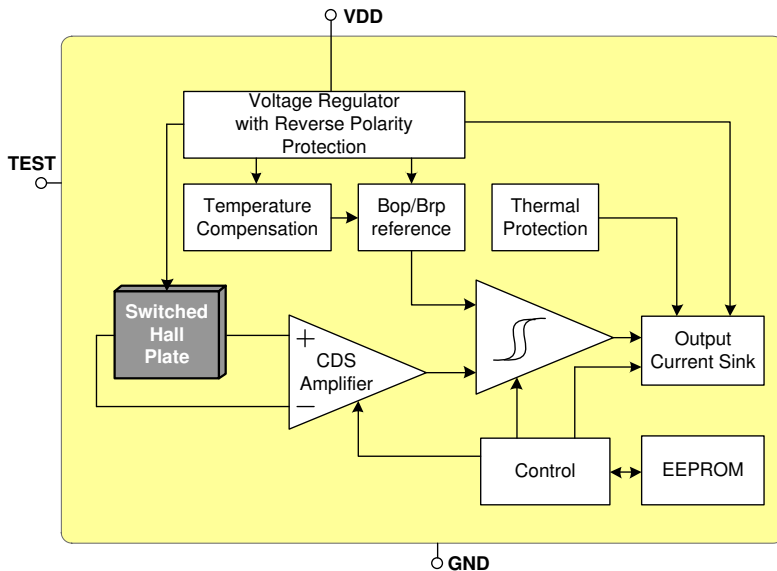 VDD
Voltage Regulator
with Reverse Polarity
Protection
TEST
Temperature
Compensation
Bop/Brp
reference
Thermal
Protection
Switched
Hall
Plate
+
CDS
Amplifier
−
Output
Current Sink
Control
EEPROM
GND